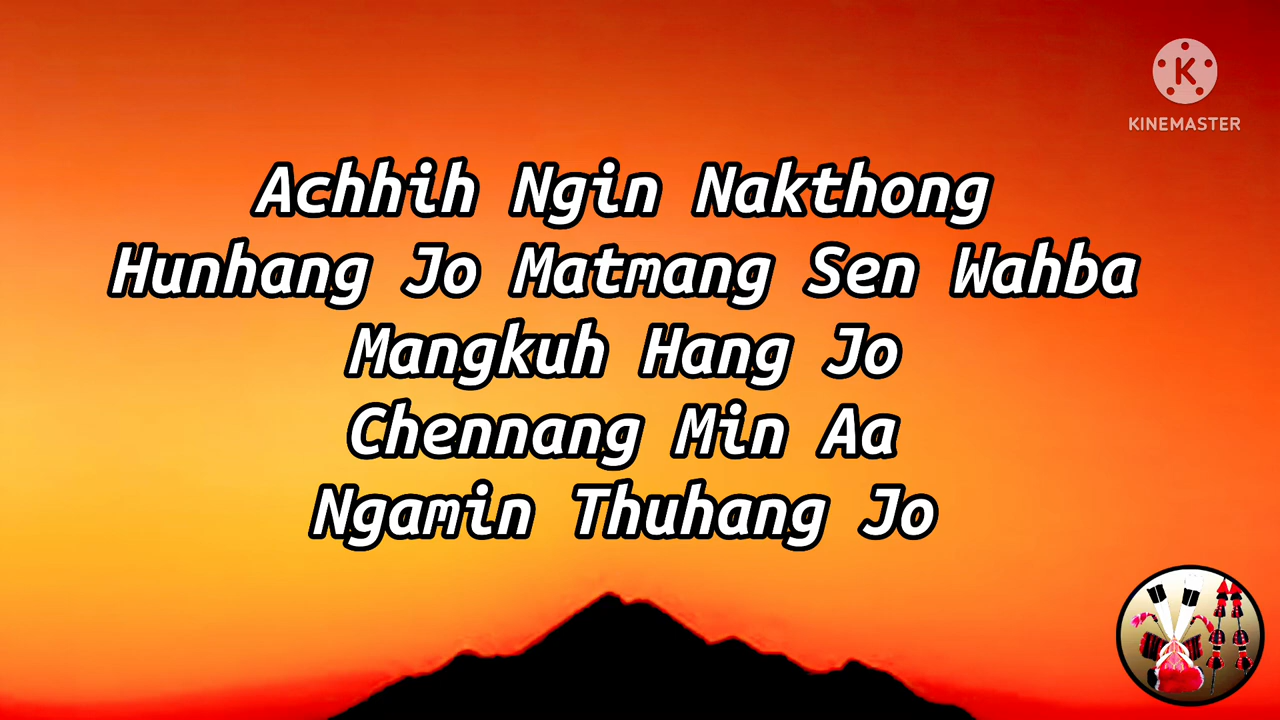 KINEMASTER
Achhih Ngin Nakthong
Hunhang Jo Matmang Sen Wahba
Mangkuh Hang Jo
Chennang Min Aa
Ngamin Thuhang Jo